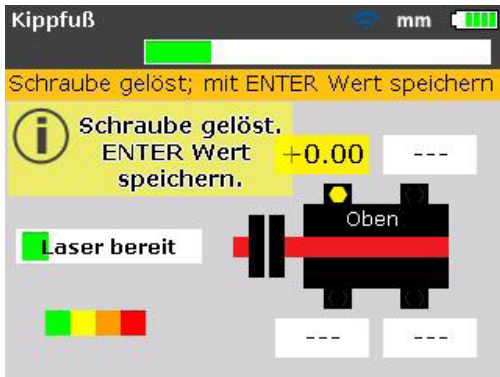 Kippfuß
mm
Schraube gelöst; mit ENTER Wert speichern
Schraube gelöst.
ENTER Wert
speichern.
+0.00
---
Oben
Laser bereit
---
---